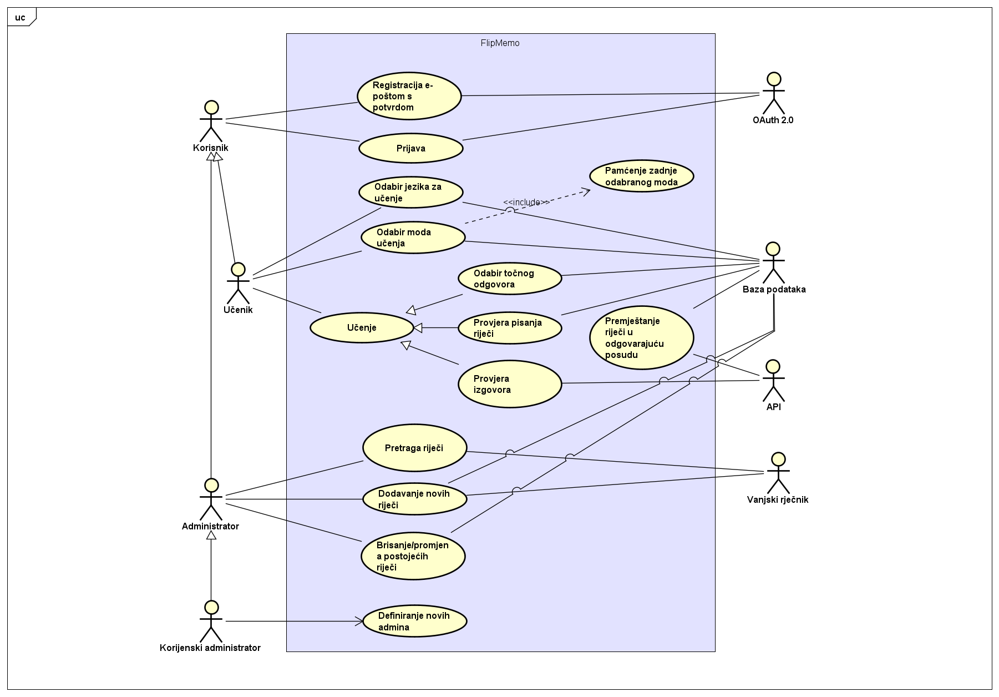 uc
FlipMemo
Registracija e-
poštom s
potvrdom
OAuth 2.0
Korisnik
Prijava
Pamćenje zadnje
odabranog moda
Odabir jezika za
učenje
<<include>>
Odabir moda
učenja
Odabir točnog
odgovora
Baza podataka
Učenik
Učenje
Provjera pisanja
riječi
Premještanje
riječi u
odgovarajuću
posudu
Provjera
izgovora
API
Pretraga riječi
Dodavanje novih
riječi
Vanjski rječnik
Administrator
Brisanje/promjen
a postojećih
riječi
Definiranje novih
admina
Korijenski administrator